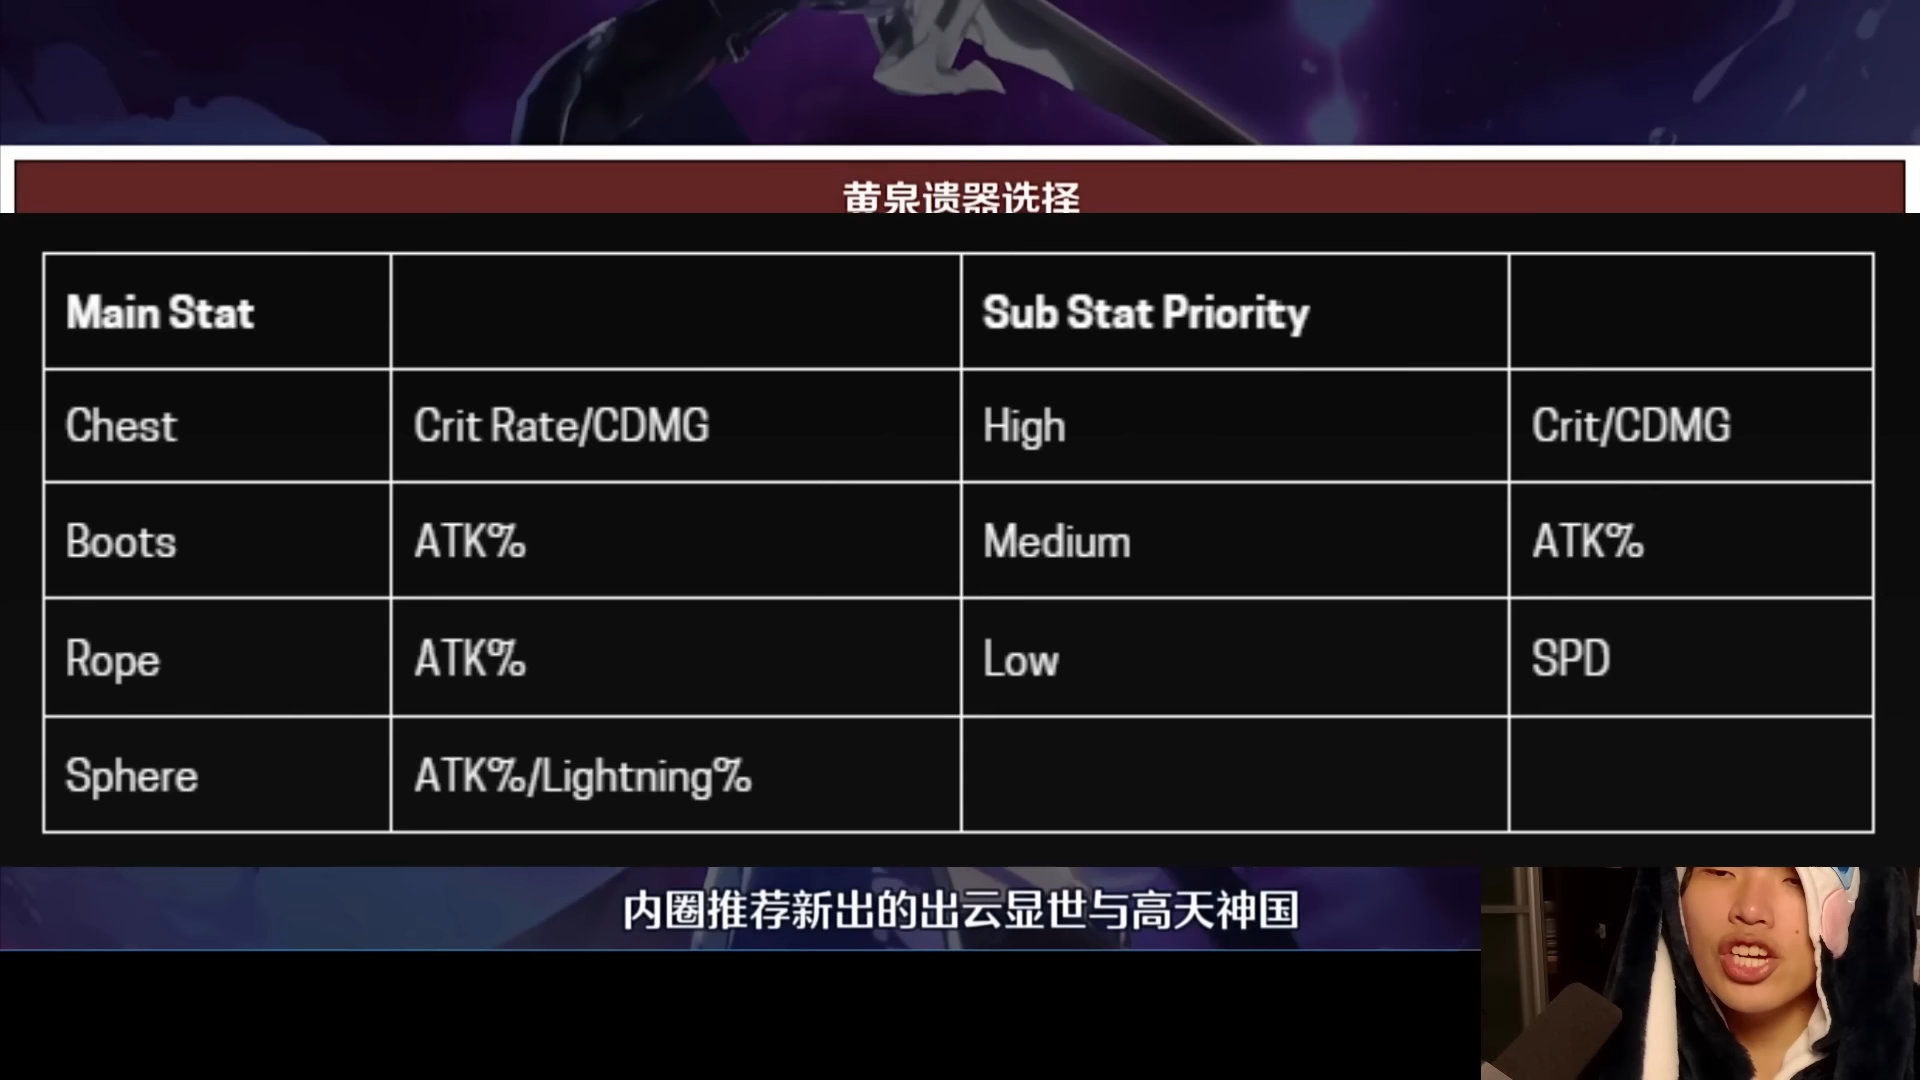 黄泉遗器选择
Main Stat Sub Stat Priority
Chest Crit Rate/CDMG High Crit/CDMG
Boots ATK% Medium ATK%
Rope ATK% Low SPD
Sphere ATK%/Lightning%
内圈推荐新出的出云显世与高天神国